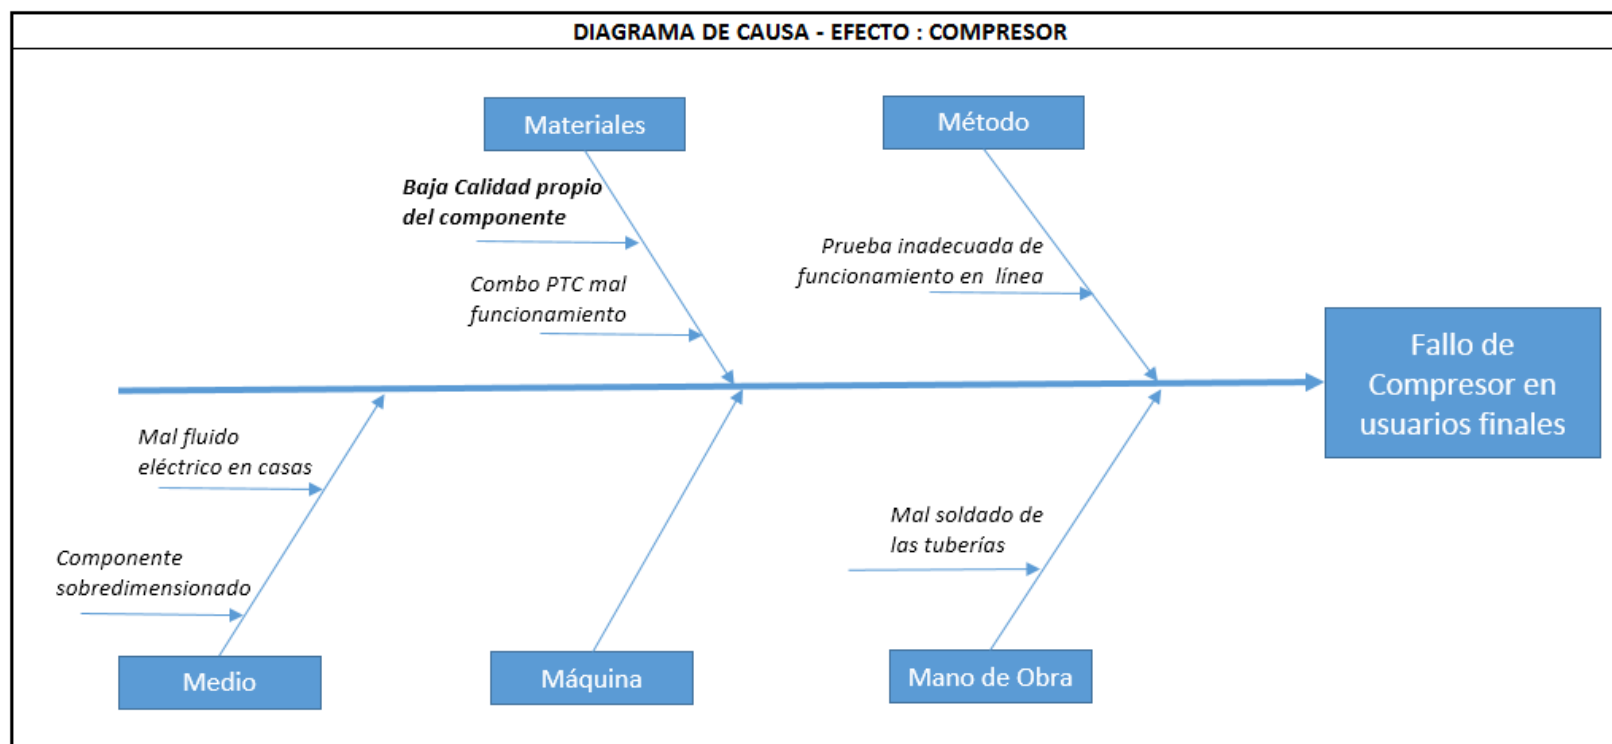 DIAGRAMA DE CAUSA - EFECTO : COMPRESOR
Materiales
Método
Baja Calidad propio
del componente
Combo PTC mal
funcionamiento
Prueba inadecuada de
funcionamiento en línea
Fallo de
Compresor en
usuarios finales
Mal fluido
eléctrico en casas
Componente
sobredimensionado
Mal soldado de
las tuberías
Medio
Máquina
Mano de Obra